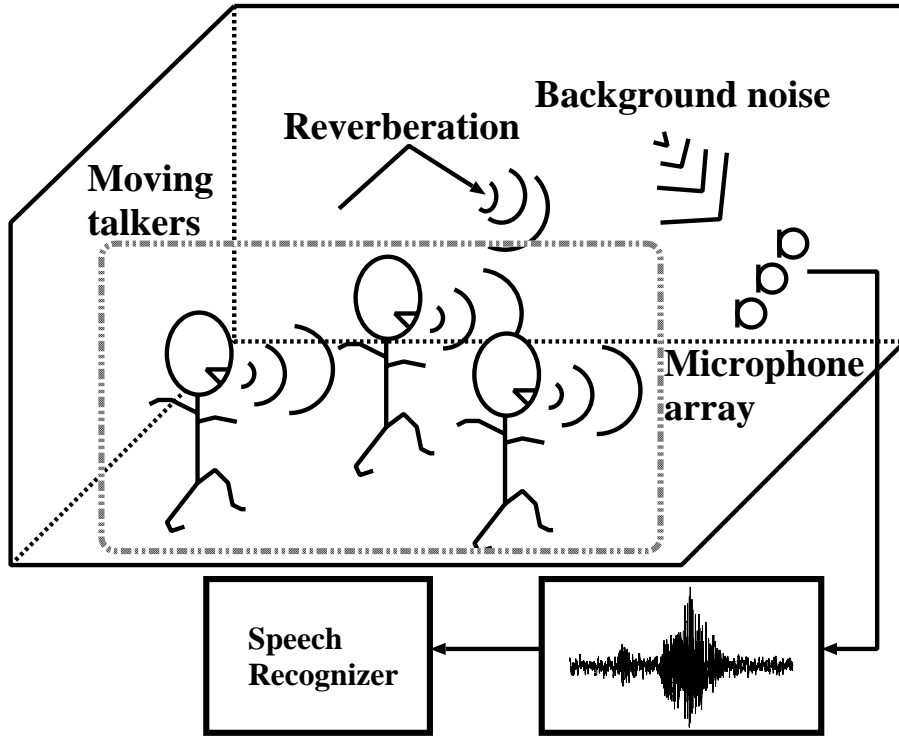 Background noise
Reverberation
Moving
talkers
Microphone
array
Speech
Recognizer